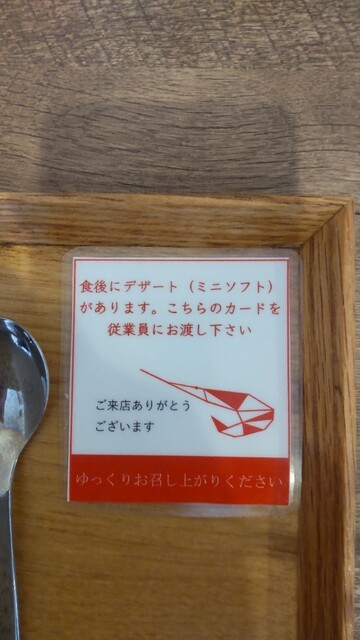 食後にデザート（ミニソフト）
があります。こちらのカードを
従業員にお渡し下さい
ご来店ありがとう
ございます
ゆっくりお召し上がりください